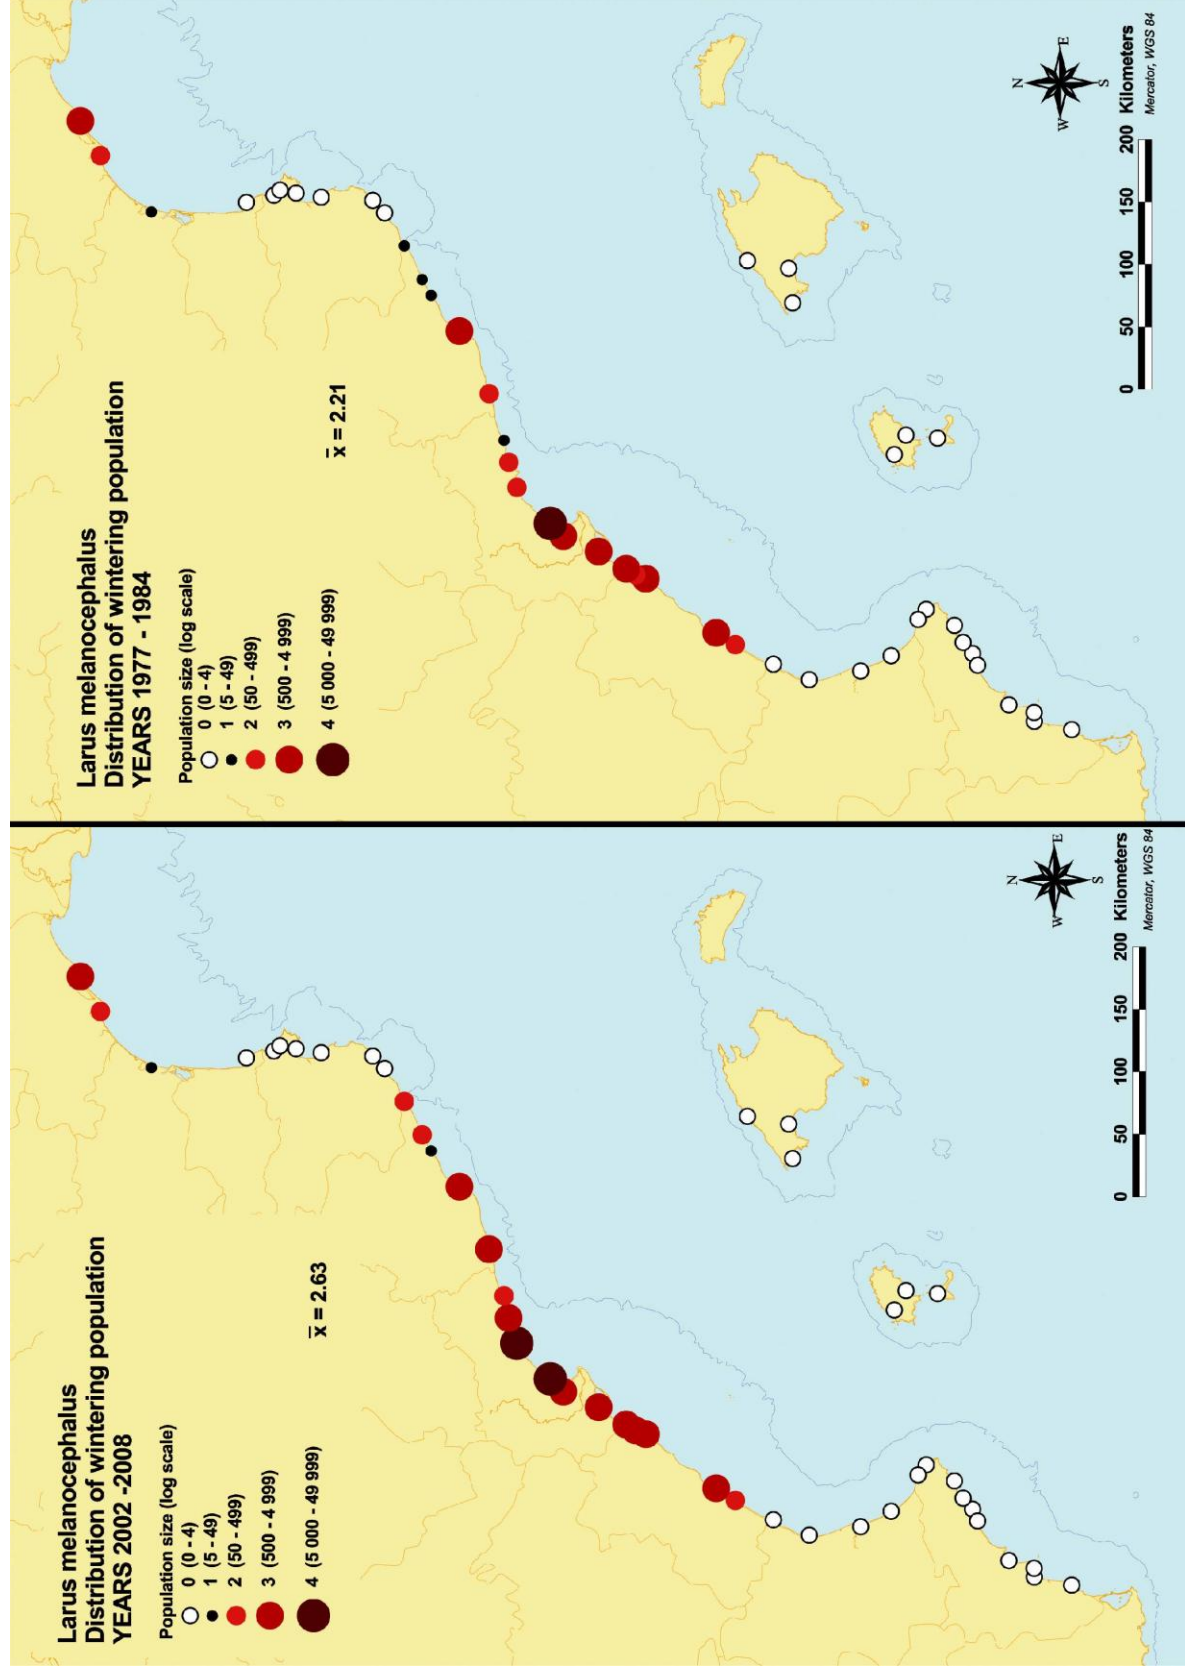 Larus melanocephalus
Distribution of wintering population
YEARS 2002 -2008
Population size (log scale)
0 (0 - 4)
1 (5 - 49)
2 (50 - 499)
3 (500 - 4 999)
4 (5 000 - 49 999)
x̅ = 2.63
N
W
E
S
0 50 100 150 200 Kilometers
Mercator, WGS 84
Larus melanocephalus
Distribution of wintering population
YEARS 1977 - 1984
Population size (log scale)
0 (0 - 4)
1 (5 - 49)
2 (50 - 499)
3 (500 - 4 999)
4 (5 000 - 49 999)
x̅ = 2.21
N
W
E
S
0 50 100 150 200 Kilometers
Mercator, WGS 84